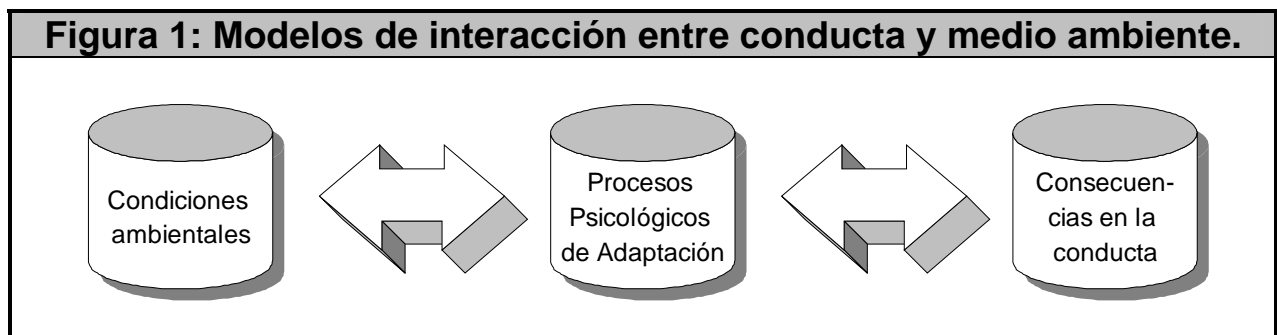 Figura 1: Modelos de interacción entre conducta y medio ambiente.
Condiciones
ambientales
Procesos
Psicológicos
de Adaptación
Consecuen-
cias en la
conducta